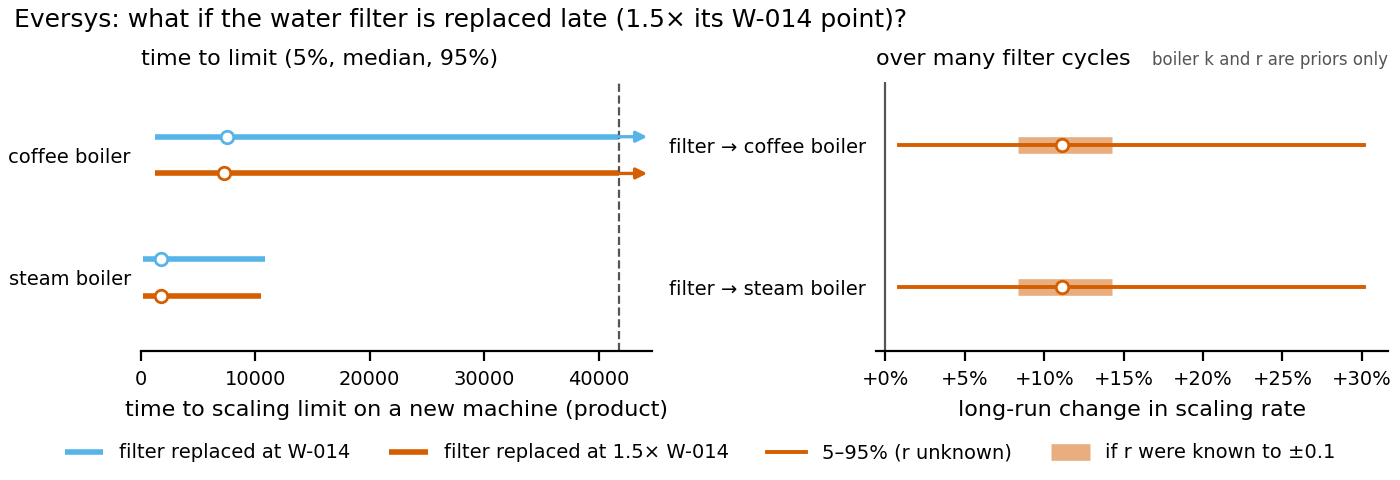 Eversys: what if the water filter is replaced late (1.5× its W-014 point)?
time to limit (5%, median, 95%)
coffee boiler
steam boiler
0 10000 20000 30000 40000
time to scaling limit on a new machine (product)
over many filter cycles boiler k and r are priors only
filter → coffee boiler
filter → steam boiler
+0% +5% +10% +15% +20% +25% +30%
long-run change in scaling rate
filter replaced at W-014 filter replaced at 1.5× W-014 5–95% (r unknown) if r were known to ±0.1